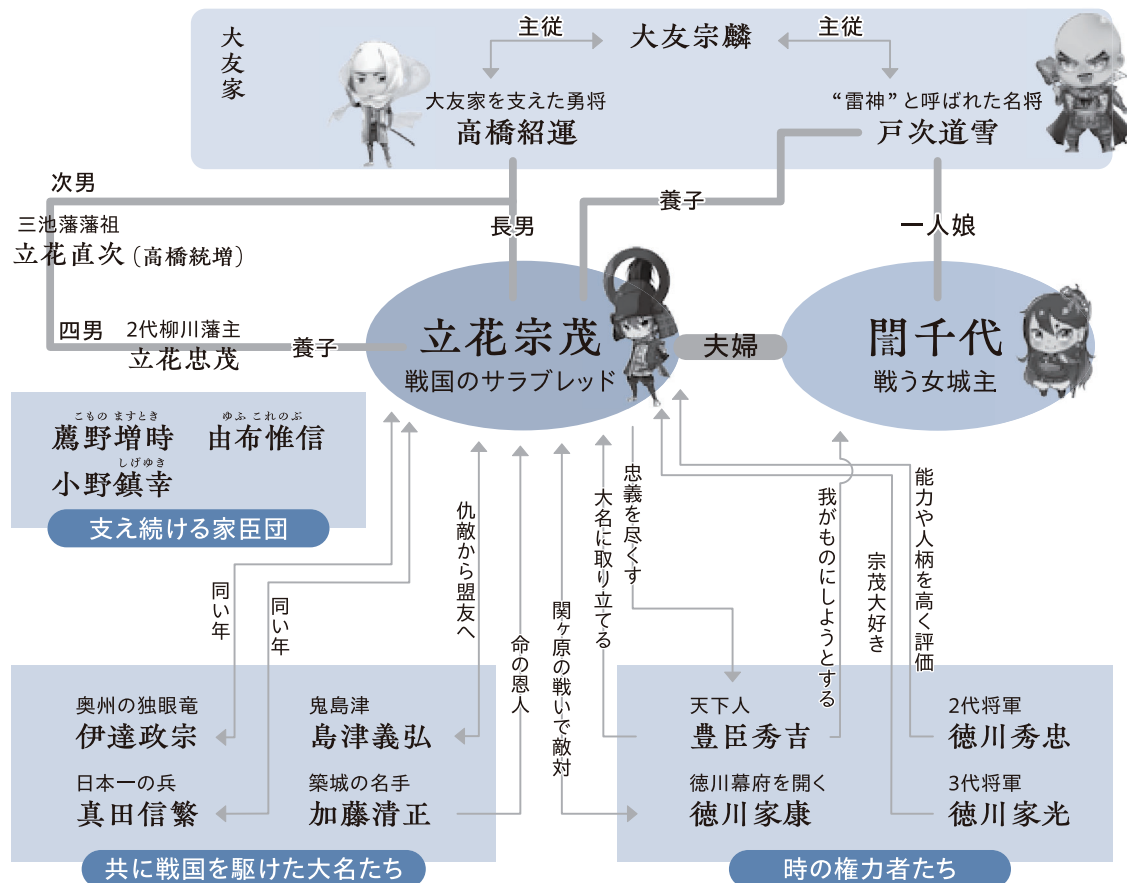 大友家
主従
大友宗麟
主従
大友家を支えた勇将
高橋紹運
“雷神”と呼ばれた名将
戸次道雪
次男
長男
養子
一人娘
三池藩藩祖
立花直次(高橋統増)
四男
2代柳川藩主
立花忠茂
養子
立花宗茂
戦国のサラブレッド
夫婦
誾千代
戦う女城主
こもの ますとき
薦野増時
ゆふ これのぶ
由布惟信
しげゆき
小野鎮幸
支え続ける家臣団
同い年
同い年
仇敵から盟友へ
命の恩人
関ヶ原の戦いで敵対
大名に取り立てる
忠義を尽くす
我がものにしようとする
宗茂大好き
能力や人柄を高く評価
奥州の独眼竜
伊達政宗
鬼島津
島津義弘
日本一の兵
真田信繁
築城の名手
加藤清正
共に戦国を駆けた大名たち
天下人
豊臣秀吉
2代将軍
徳川秀忠
徳川幕府を開く
徳川家康
3代将軍
徳川家光
時の権力者たち